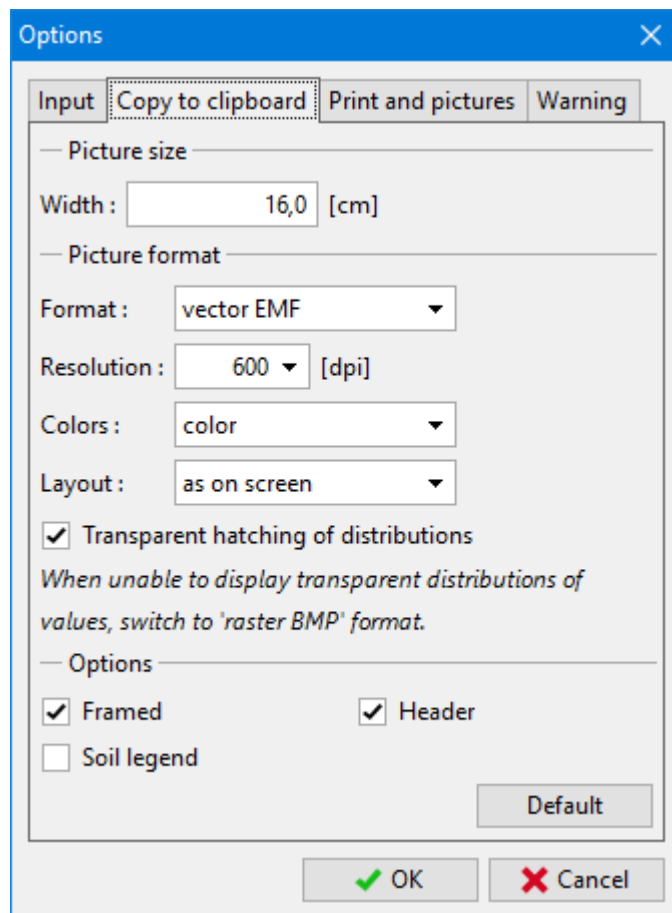 Options
Input Copy to clipboard Print and pictures Warning
Picture size
Width : 16,0 [cm]
Picture format
Format : vector EMF
Resolution : 600 [dpi]
Colors : color
Layout : as on screen
Transparent hatching of distributions
When unable to display transparent distributions of
values, switch to 'raster BMP' format.
Options
Framed Header
Soil legend
Default
OK Cancel